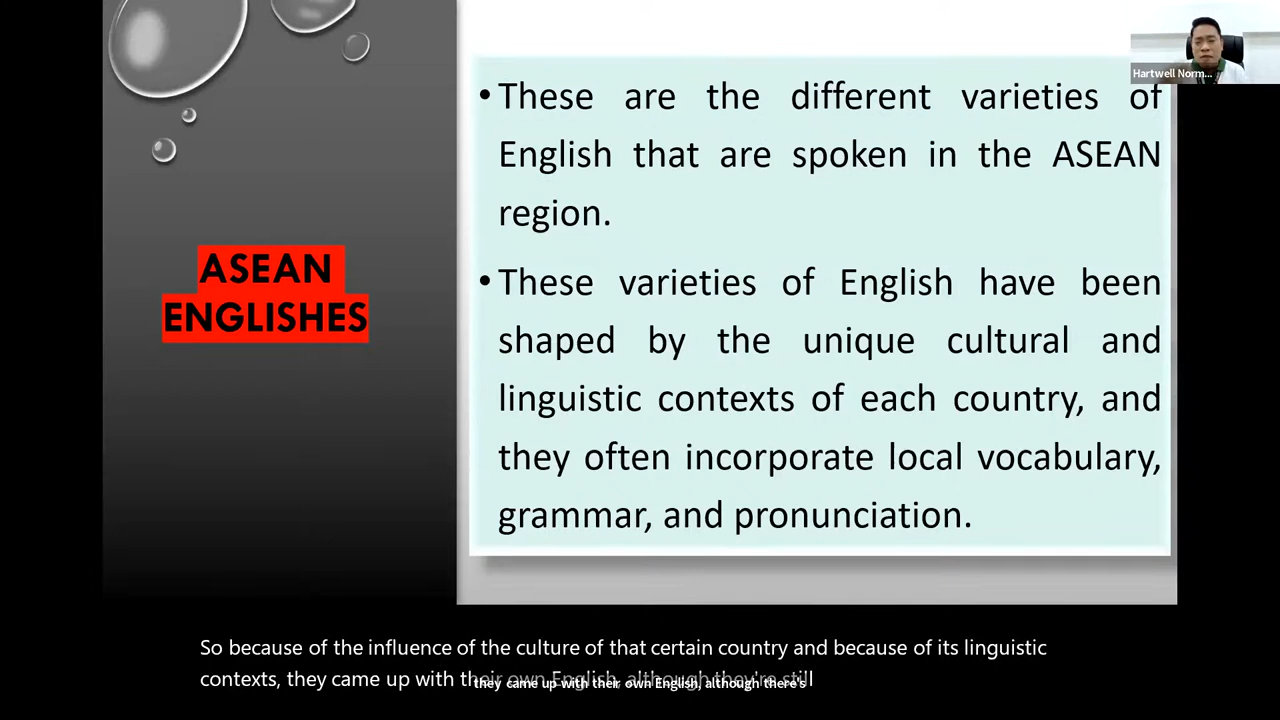 Hartwell Norm...
• These are the different varieties of
English that are spoken in the ASEAN
region.
• These varieties of English have been
shaped by the unique cultural and
linguistic contexts of each country, and
they often incorporate local vocabulary,
grammar, and pronunciation.
ASEAN
ENGLISHES
So because of the influence of the culture of that certain country and because of its linguistic
contexts, they came up with their own English, although they're still
they came up with their own English, although there's